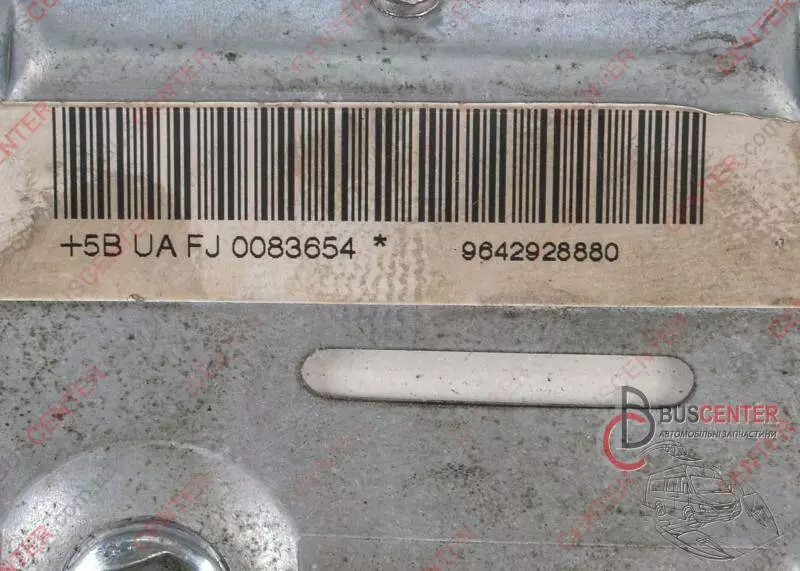 +5B UA FJ 0083654 * 9642928880
BUSCENTER
АВТОМОБІЛЬНІ ЗАПЧАСТИНИ